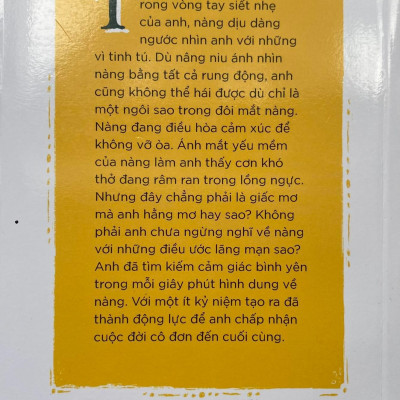 Trong vòng tay siết nhẹ
của anh, nàng dịu dàng
ngước nhìn anh với những
vì tinh tú. Dù nâng niu ánh nhìn
nàng bằng tất cả rung động, anh
cũng không thể hái được dù chỉ là
một ngôi sao trong đôi mắt nàng.
Nàng đang điều hòa cảm xúc để
không vỡ òa. Ánh mắt yếu mềm
của nàng làm anh thấy cơn khó
thở đang râm ran trong lồng ngực.
Nhưng đây chẳng phải là giấc mơ
mà anh hằng mơ hay sao? Không
phải anh chưa ngừng nghĩ về nàng
với những điều ước lãng mạn sao?
Anh đã tìm kiếm cảm giác bình yên
trong mỗi giây phút hình dung về
nàng. Với một ít kỷ niệm tạo ra đã
thành động lực để anh chấp nhận
cuộc đời cô đơn đến cuối cùng.